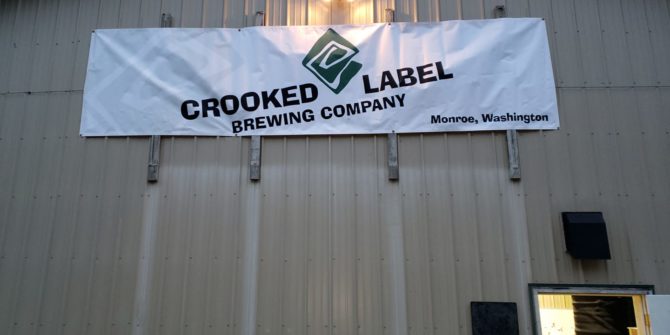 CROOKED LABEL
BREWING COMPANY
Monroe, Washington